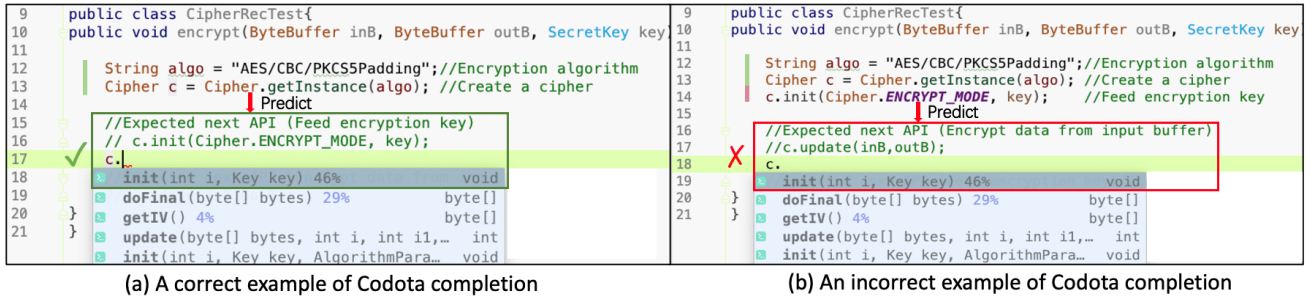 9 public class CipherRecTest{
10 public void encrypt(ByteBuffer inB, ByteBuffer outB, SecretKey key)
11
12 String algo = "AES/CBC/PKCS5Padding";//Encryption algorithm
13 Cipher c = Cipher.getInstance(algo); //Create a cipher
14 Predict
15 //Expected next API (Feed encryption key)
16 // c.init(Cipher.ENCRYPT_MODE, key);
17 c.
18 init(int i, Key key) 46% void
19 doFinal(byte[] bytes) 29% byte[]
20 } getIV() 4% byte[]
21 } update(byte[] bytes, int i, int i1,… int
init(int i, Key key, AlgorithmPara… void
(a) A correct example of Codota completion
9 public class CipherRecTest{
10 public void encrypt(ByteBuffer inB, ByteBuffer outB, SecretKey key
11
12 String algo = "AES/CBC/PKCS5Padding";//Encryption algorithm
13 Cipher c = Cipher.getInstance(algo); //Create a cipher
14 c.init(Cipher.ENCRYPT_MODE, key); //Feed encryption key
15 Predict
16 //Expected next API (Encrypt data from input buffer)
17 //c.update(inB,outB);
18 c.
19 init(int i, Key key) 46% void
20 } doFinal(byte[] bytes) 29% byte[]
21 } getIV() 4% byte[]
update(byte[] bytes, int i, int i1,… int
init(int i, Key key, AlgorithmPara… void
(b) An incorrect example of Codota completion